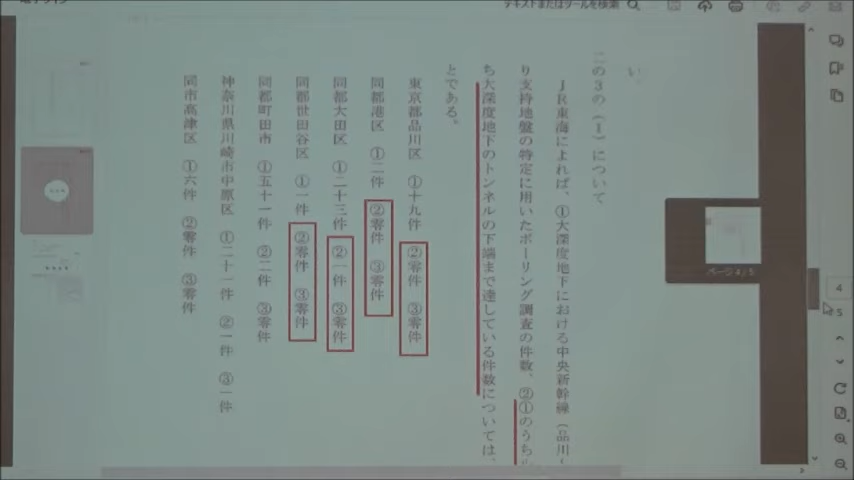 テキストまたはツールを検索
い。
この3の(1)について
JR東海によれば、①大深度地下における中央新幹線(品川
り支持地盤の特定に用いたボーリング調査の件数、②①のうち
ち大深度地下のトンネルの下端まで達している件数については、
とである。
東京都品川区 ①十九件 ②零件 ③零件
同都港区 ①二件 ②零件 ③零件
同都大田区 ①二十三件 ②一件 ③零件
同都世田谷区 ①一件 ②零件 ③零件
同都町田市 ①五十一件 ②二件 ③零件
神奈川県川崎市中原区 ①二十一件 ②一件 ③一件
同市高津区 ①六件 ②零件 ③零件
4
5